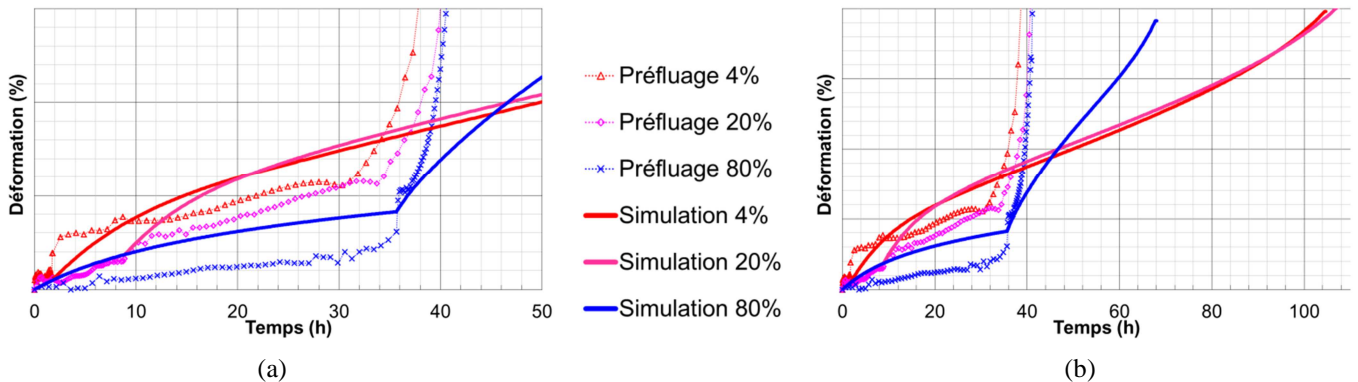 Déformation (%)
0
10
20
30
40
50
Temps (h)
(a)
Préfluage 4%
Préfluage 20%
Préfluage 80%
Simulation 4%
Simulation 20%
Simulation 80%
Déformation (%)
0
20
40
60
80
100
Temps (h)
(b)